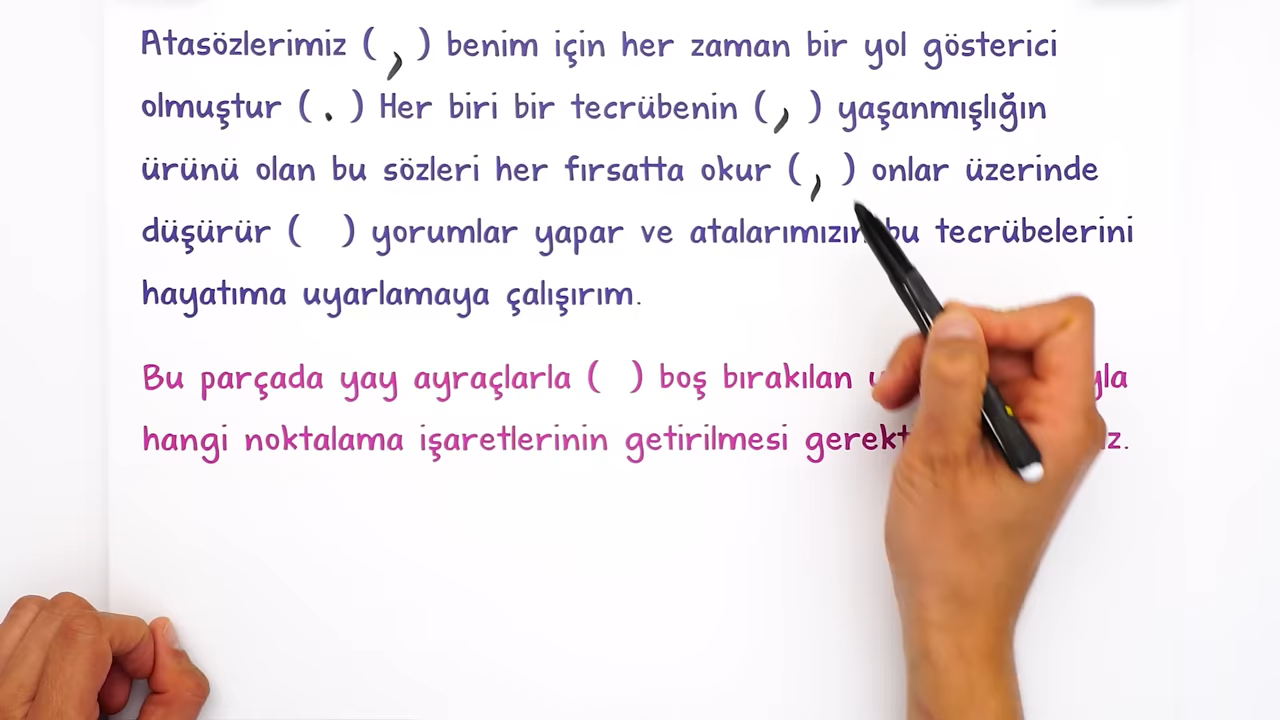 Atasözlerimiz ( , ) benim için her zaman bir yol gösterici
olmuştur ( . ) Her biri bir tecrübenin ( , ) yaşanmışlığın
ürünü olan bu sözleri her fırsatta okur ( , ) onlar üzerinde
düşürür ( ) yorumlar yapar ve atalarımızın bu tecrübelerini
hayatıma uyarlamaya çalışırım.
Bu parçada yay ayraçlarla ( ) boş bırakılan
hangi noktalama işaretlerinin getirilmesi